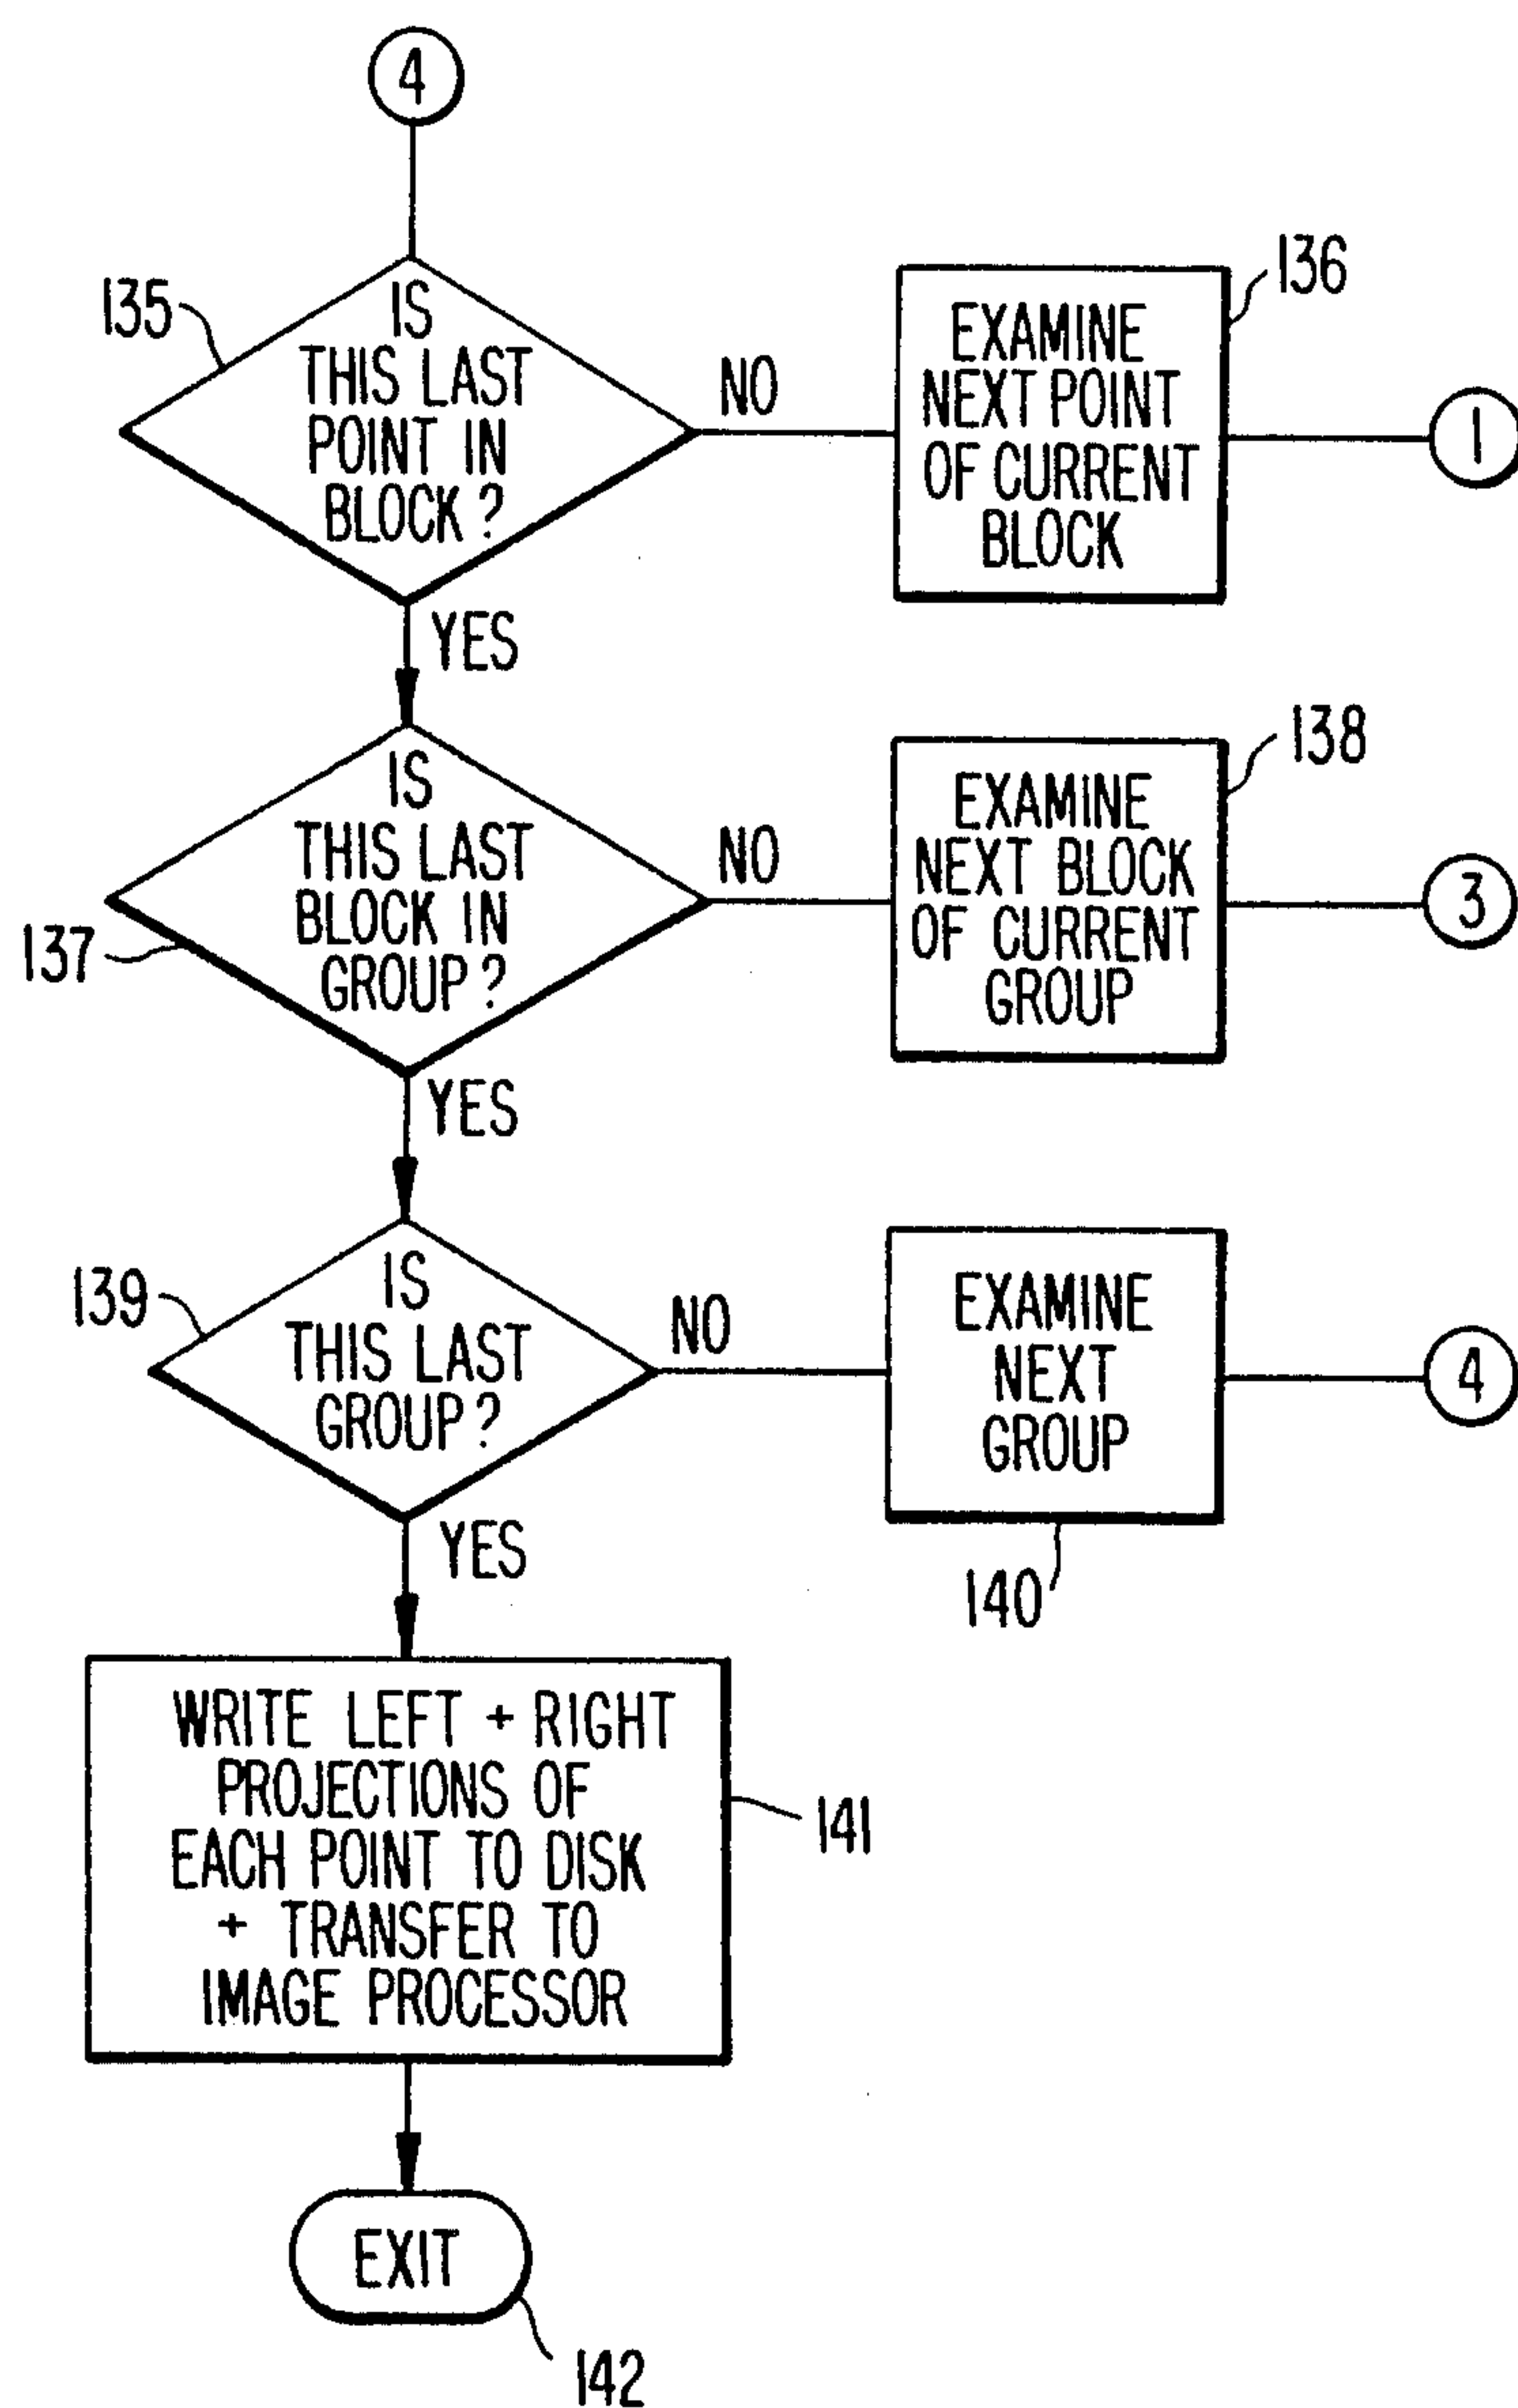 4
135
IS
THIS LAST
POINT IN
BLOCK?
NO
EXAMINE
NEXT POINT
OF CURRENT
BLOCK
136
1
YES
137
IS
THIS LAST
BLOCK IN
GROUP?
NO
EXAMINE
NEXT BLOCK
OF CURRENT
GROUP
138
3
YES
139
IS
THIS LAST
GROUP?
NO
EXAMINE
NEXT
GROUP
140
4
YES
WRITE LEFT + RIGHT
PROJECTIONS OF
EACH POINT TO DISK
+ TRANSFER TO
IMAGE PROCESSOR
141
EXIT
142